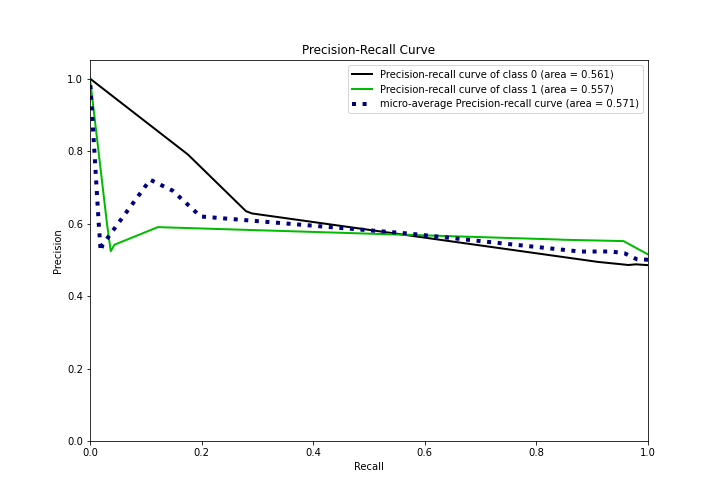 Precision-Recall Curve
Precision-recall curve of class 0 (area = 0.561)
Precision-recall curve of class 1 (area = 0.557)
micro-average Precision-recall curve (area = 0.571)
1.0
0.8
0.6
0.4
0.2
0.0
Precision
0.0 0.2 0.4 0.6 0.8 1.0
Recall